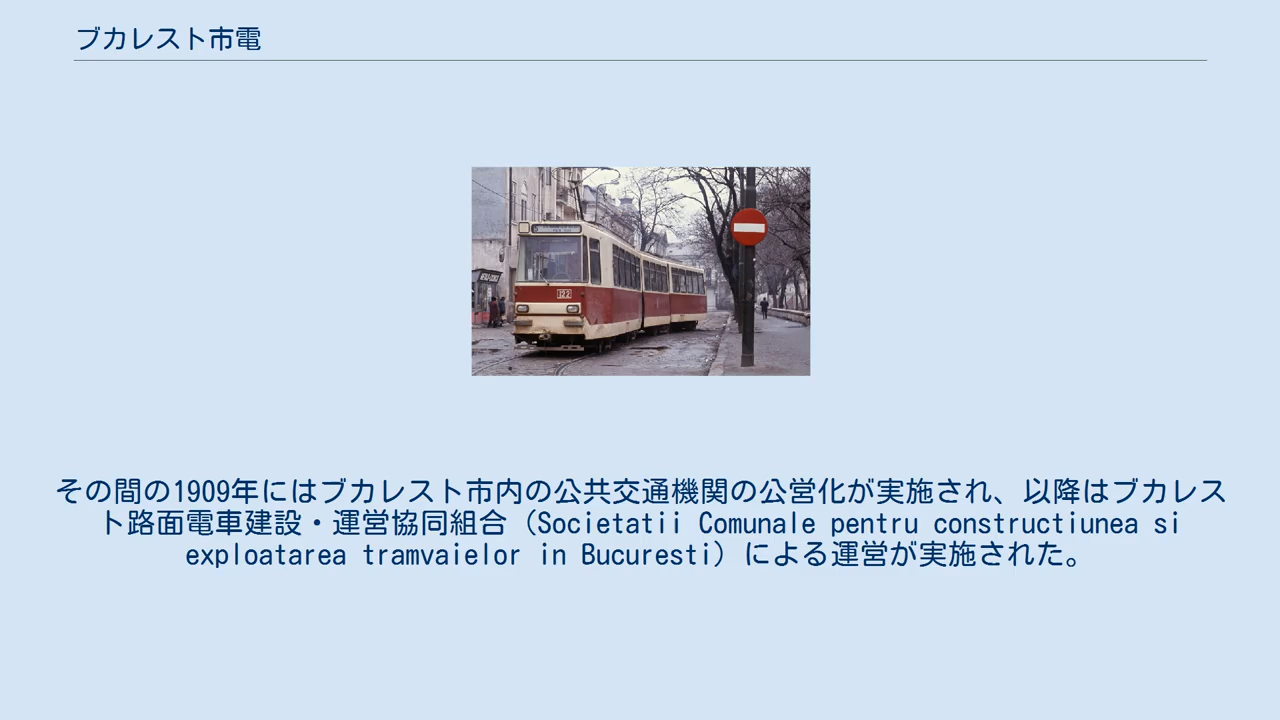 ブカレスト市電
122
その間の1909年にはブカレスト市内の公共交通機関の公営化が実施され、以降はブカレス
ト路面電車建設・運営協同組合（Societatii Comunale pentru constructiunea si
exploatarea tramvaielor in Bucuresti）による運営が実施された。